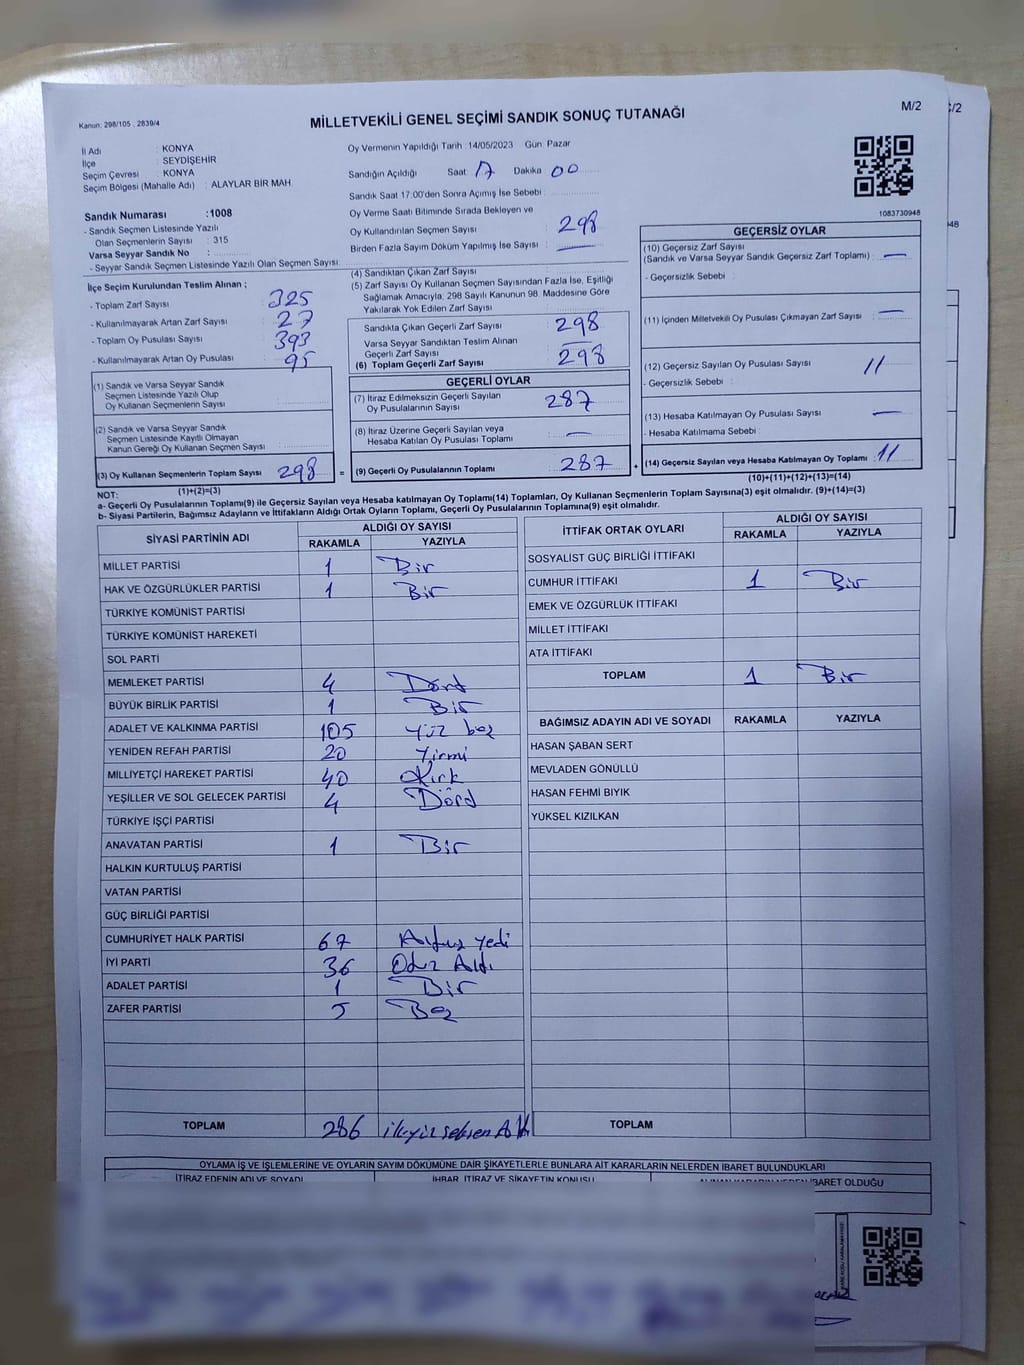 M/2
Kanun: 298/105 , 2839/4
MİLLETVEKİLİ GENEL SEÇİMİ SANDIK SONUÇ TUTANAĞI
İl Adı : KONYA
İlçe : SEYDİŞEHİR
Seçim Çevresi : KONYA
Seçim Bölgesi (Mahalle Adı) : ALAYLAR BİR MAH.
Oy Vermenin Yapıldığı Tarih : 14/05/2023 Gün: Pazar
Sandığın Açıldığı Saat 17 Dakika 00
Sandık Saat 17.00'den Sonra Açımış İse Sebebi :
Sandık Numarası :1008
- Sandık Seçmen Listesinde Yazılı
Olan Seçmenlerin Sayısı : 315
Varsa Seyyar Sandık No :
- Seyyar Sandık Seçmen Listesinde Yazılı Olan Seçmen Sayısı:
Oy Verme Saati Bitiminde Sırada Bekleyen ve
Oy Kullandırılan Seçmen Sayısı : 298
Birden Fazla Sayım Döküm Yapılmış İse Sayısı : —
1083730948
İlçe Seçim Kurulundan Teslim Alınan ;
- Toplam Zarf Sayısı : 325
- Kullanılmayarak Artan Zarf Sayısı : 27
- Toplam Oy Pusulası Sayısı : 393
- Kullanılmayarak Artan Oy Pusulası : 95
(4) Sandıktan Çıkan Zarf Sayısı :
(5) Zarf Sayısı Oy Kullanan Seçmen Sayısından Fazla İse, Eşitliği
Sağlamak Amacıyla, 298 Sayılı Kanunun 98. Maddesine Göre
Yakılarak Yok Edilen Zarf Sayısı :
Sandıkta Çıkan Geçerli Zarf Sayısı : 298
Varsa Seyyar Sandıktan Teslim Alınan
Geçerli Zarf Sayısı : —
(6) Toplam Geçerli Zarf Sayısı : 298
GEÇERSİZ OYLAR
(10) Geçersiz Zarf Sayısı
(Sandık ve Varsa Seyyar Sandık Geçersiz Zarf Toplamı) : —
- Geçersizlik Sebebi :
(11) İçinden Milletvekili Oy Pusulası Çıkmayan Zarf Sayısı : —
(12) Geçersiz Sayılan Oy Pusulası Sayısı : 11
- Geçersizlik Sebebi :
(13) Hesaba Katılmayan Oy Pusulası Sayısı : —
- Hesaba Katılmama Sebebi :
(14) Geçersiz Sayılan veya Hesaba Katılmayan Oy Toplamı : 11
(10)+(11)+(12)+(13)=(14)
(1) Sandık ve Varsa Seyyar Sandık
Seçmen Listesinde Yazılı Olup
Oy Kullanan Seçmenlerin Sayısı :
(2) Sandık ve Varsa Seyyar Sandık
Seçmen Listesinde Kayıtlı Olmayan
Kanun Gereği Oy Kullanan Seçmen Sayısı :
(3) Oy Kullanan Seçmenlerin Toplam Sayısı : 298 =
(1)+(2)=(3)
GEÇERLİ OYLAR
(7) İtiraz Edilmeksizin Geçerli Sayılan
Oy Pusulalarının Sayısı : 287
(8) İtiraz Üzerine Geçerli Sayılan veya
Hesaba Katılan Oy Pusulası Toplamı : —
(9) Geçerli Oy Pusulalarının Toplamı : 287 +
NOT:
a- Geçerli Oy Pusulalarının Toplamı(9) ile Geçersiz Sayılan veya Hesaba katılmayan Oy Toplamı(14) Toplamları, Oy Kullanan Seçmenlerin Toplam Sayısına(3) eşit olmalıdır. (9)+(14)=(3)
b- Siyasi Partilerin, Bağımsız Adayların ve İttifakların Aldığı Ortak Oyların Toplamı, Geçerli Oy Pusulalarının Toplamına(9) eşit olmalıdır.
SİYASİ PARTİNİN ADI ALDIĞI OY SAYISI
RAKAMLA YAZIYLA
MİLLET PARTİSİ 1 Bir
HAK VE ÖZGÜRLÜKLER PARTİSİ 1 Bir
TÜRKİYE KOMÜNİST PARTİSİ
TÜRKİYE KOMÜNİST HAREKETİ
SOL PARTİ
MEMLEKET PARTİSİ 4 Dörd
BÜYÜK BİRLİK PARTİSİ 1 Bir
ADALET VE KALKINMA PARTİSİ 105 Yüz beş
YENİDEN REFAH PARTİSİ 20 Yirmi
MİLLİYETÇİ HAREKET PARTİSİ 40 Kırk
YEŞİLLER VE SOL GELECEK PARTİSİ 4 Dörd
TÜRKİYE İŞÇİ PARTİSİ
ANAVATAN PARTİSİ 1 Bir
HALKIN KURTULUŞ PARTİSİ
VATAN PARTİSİ
GÜÇ BİRLİĞİ PARTİSİ
CUMHURİYET HALK PARTİSİ 67 Altmış yedi
İYİ PARTİ 36 Otuz Altı
ADALET PARTİSİ 1 Bir
ZAFER PARTİSİ 5 Beş
TOPLAM 286 ikiyüz seksen Altı
İTTİFAK ORTAK OYLARI ALDIĞI OY SAYISI
RAKAMLA YAZIYLA
SOSYALİST GÜÇ BİRLİĞİ İTTİFAKI
CUMHUR İTTİFAKI 1 Bir
EMEK VE ÖZGÜRLÜK İTTİFAKI
MİLLET İTTİFAKI
ATA İTTİFAKI
TOPLAM 1 Bir
BAĞIMSIZ ADAYIN ADI VE SOYADI RAKAMLA YAZIYLA
HASAN ŞABAN SERT
MEVLADEN GÖNÜLLÜ
HASAN FEHMİ BIYIK
YÜKSEL KIZILKAN
TOPLAM
OYLAMA İŞ VE İŞLEMLERİNE VE OYLARIN SAYIM DÖKÜMÜNE DAİR ŞİKAYETLERLE BUNLARA AİT KARARLARIN NELERDEN İBARET BULUNDUKLARI
İTİRAZ EDENİN ADI VE SOYADI İHBAR, İTİRAZ VE ŞİKAYETİN KONUSU İBARET OLDUĞU